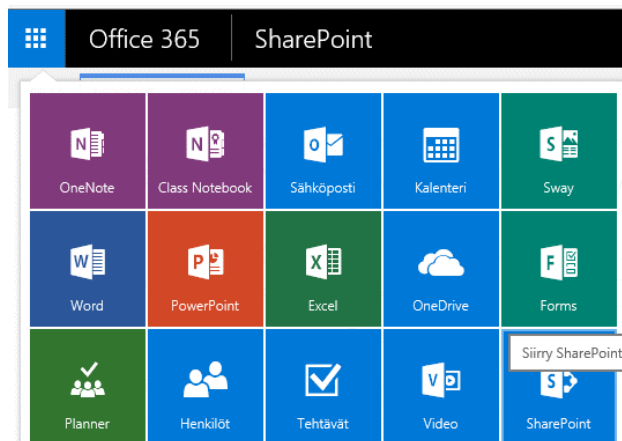 Office 365 SharePoint
OneNote Class Notebook Sähköposti Kalenteri Sway
Word PowerPoint Excel OneDrive Forms
Siirry SharePoint
Planner Henkilöt Tehtävät Video SharePoint